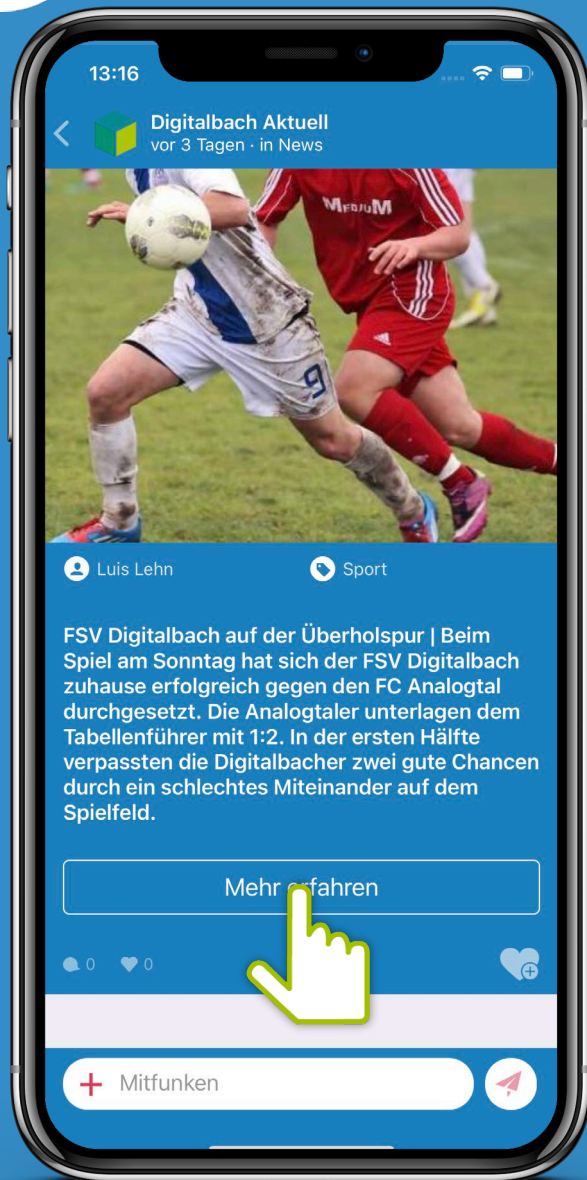 13:16
Digitalbach Aktuell
vor 3 Tagen · in News
MEDIUM
9
Luis Lehn
Sport
FSV Digitalbach auf der Überholspur | Beim
Spiel am Sonntag hat sich der FSV Digitalbach
zuhause erfolgreich gegen den FC Analogtal
durchgesetzt. Die Analogtaler unterlagen dem
Tabellenführer mit 1:2. In der ersten Hälfte
verpassten die Digitalbacher zwei gute Chancen
durch ein schlechtes Miteinander auf dem
Spielfeld.
Mehr erfahren
0
0
Mitfunken